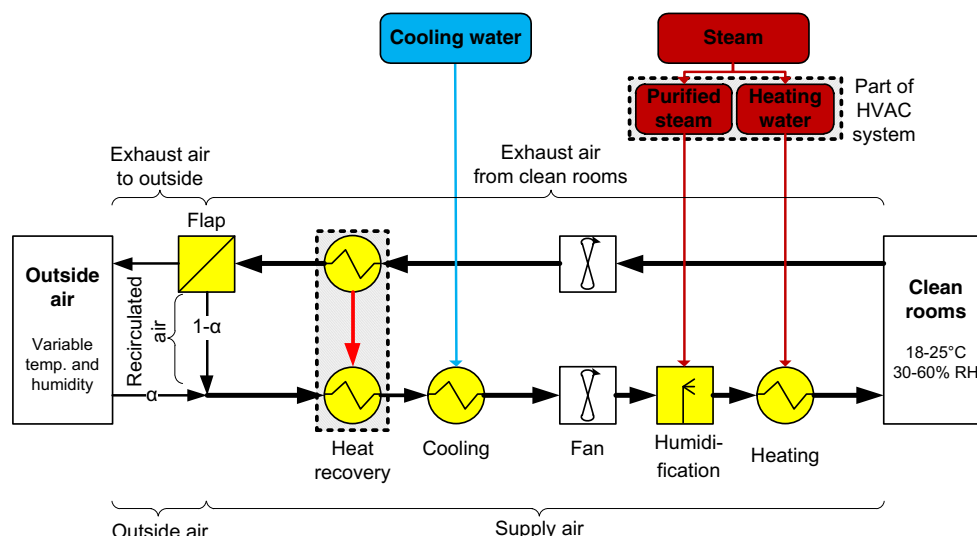 Cooling water
Steam
Purified
steam
Heating
water
Part of
HVAC
system
Exhaust air
to outside
Exhaust air
from clean rooms
Flap
Outside
air
Variable
temp. and
humidity
Recirculated
air
1-α
α
Clean
rooms
18-25°C
30-60% RH
Heat
recovery
Cooling
Fan
Humidi-
fication
Heating
Outside air
Supply air